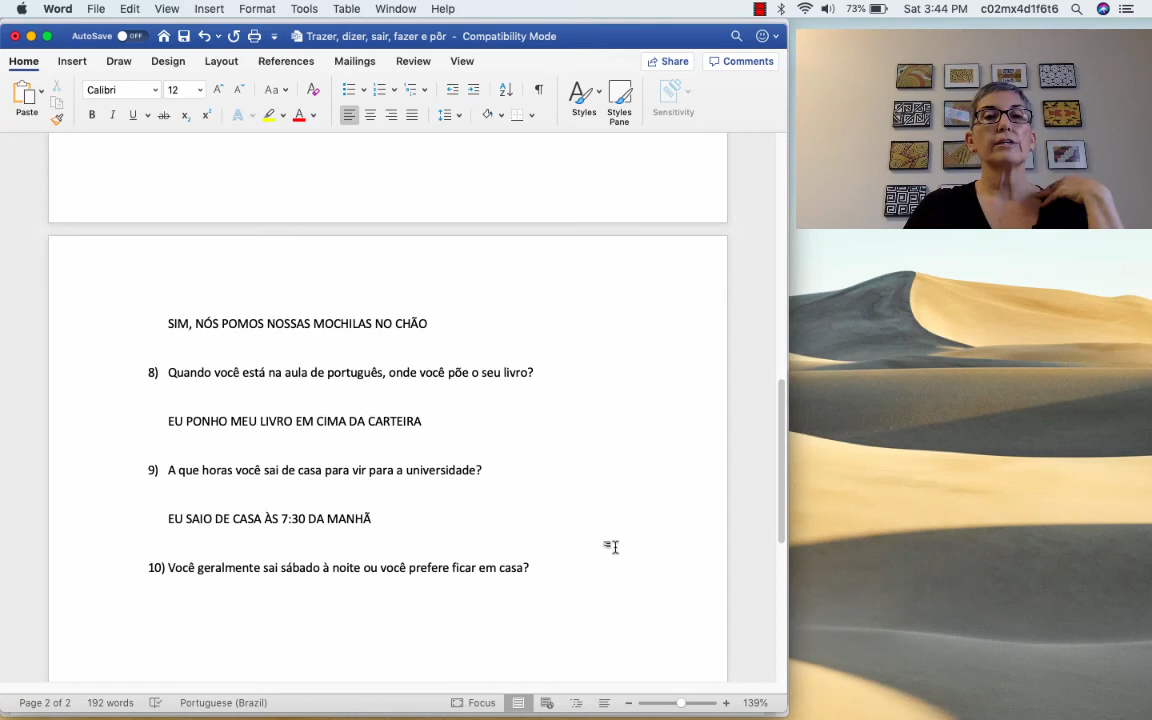 Word File Edit View Insert Format Tools Table Window Help 73% Sat 3:44 PM c02mx4d1f6t6
AutoSave OFF Trazer, dizer, sair, fazer e pôr - Compatibility Mode
Home Insert Draw Design Layout References Mailings Review View Share Comments
Paste Calibri 12 Aa A A
B I U ab x₂ x² A A Styles Styles Pane Sensitivity
SIM, NÓS POMOS NOSSAS MOCHILAS NO CHÃO
8) Quando você está na aula de português, onde você põe o seu livro?
EU PONHO MEU LIVRO EM CIMA DA CARTEIRA
9) A que horas você sai de casa para vir para a universidade?
EU SAIO DE CASA ÀS 7:30 DA MANHÃ
10) Você geralmente sai sábado à noite ou você prefere ficar em casa?
Page 2 of 2 192 words Portuguese (Brazil) Focus 139%